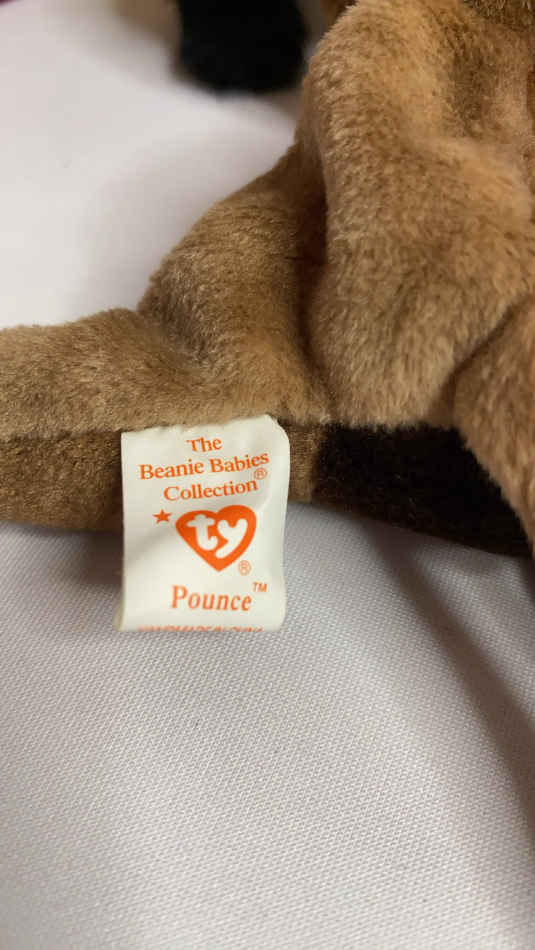 The
Beanie Babies
Collection®
★ ty ®
Pounce™